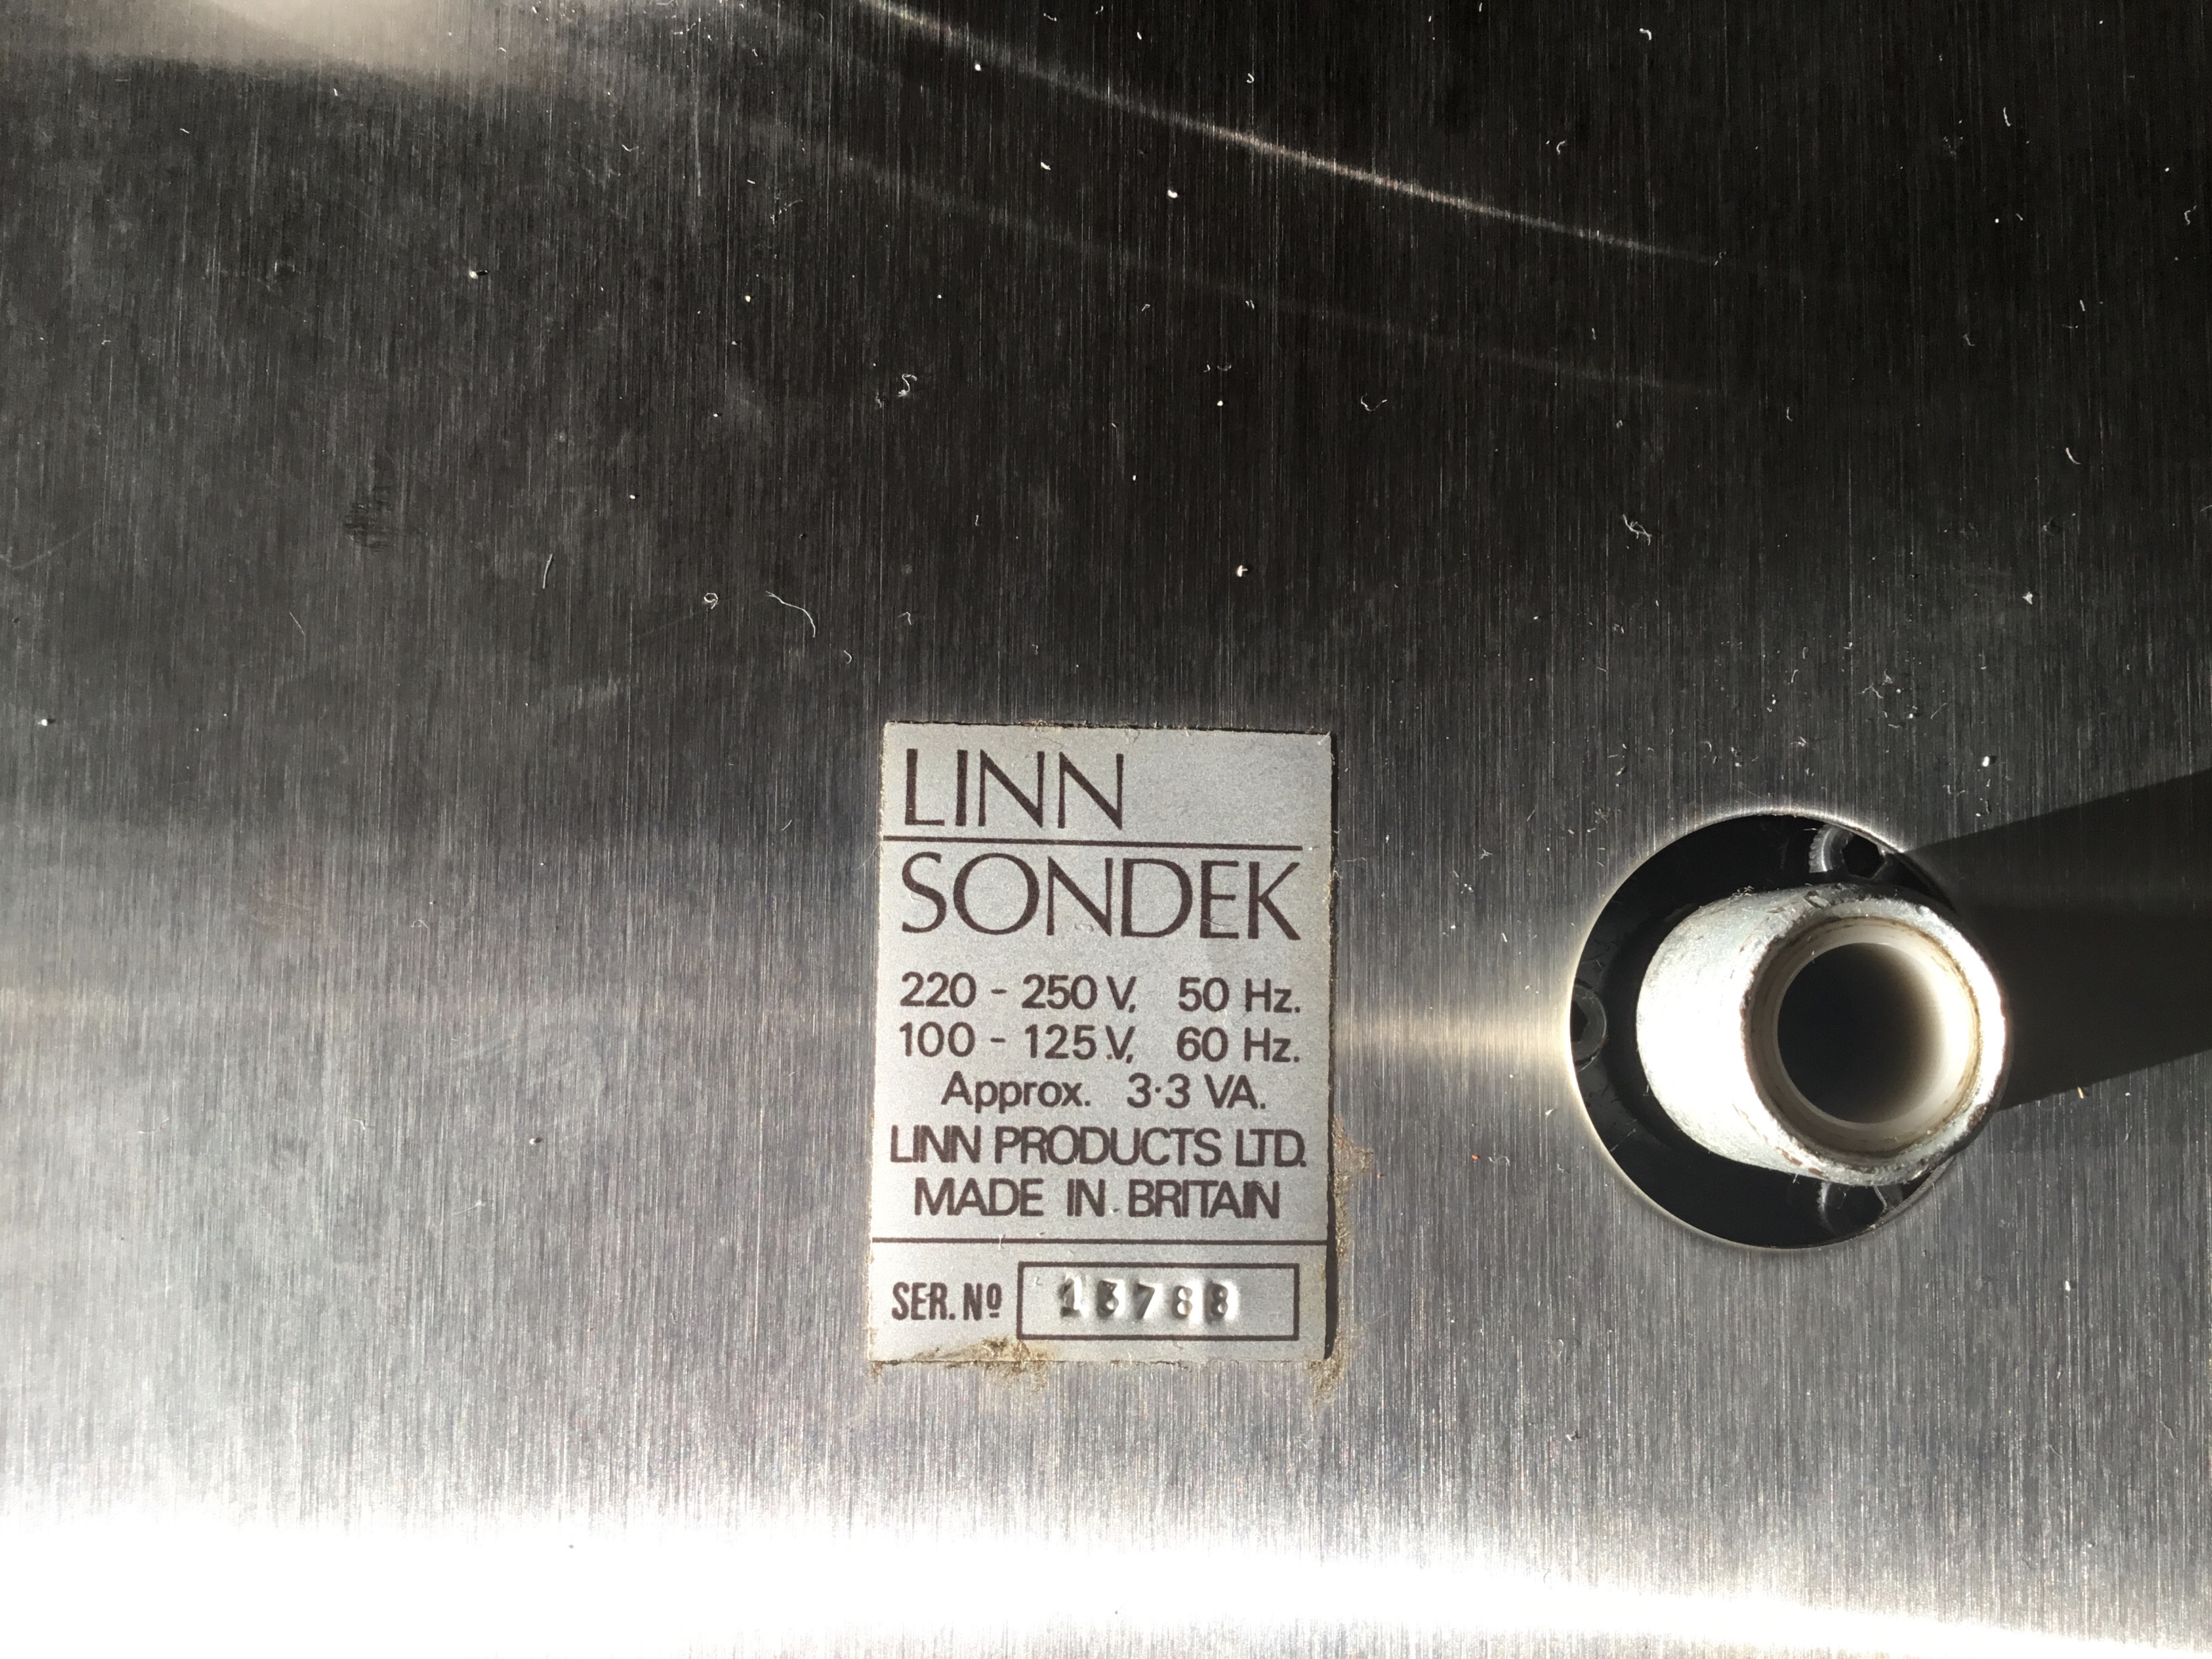 LINN
SONDEK
220 - 250 V, 50 Hz.
100 - 125 V, 60 Hz.
Approx. 3·3 VA.
LINN PRODUCTS LTD.
MADE IN BRITAIN
SER. Nº 13788